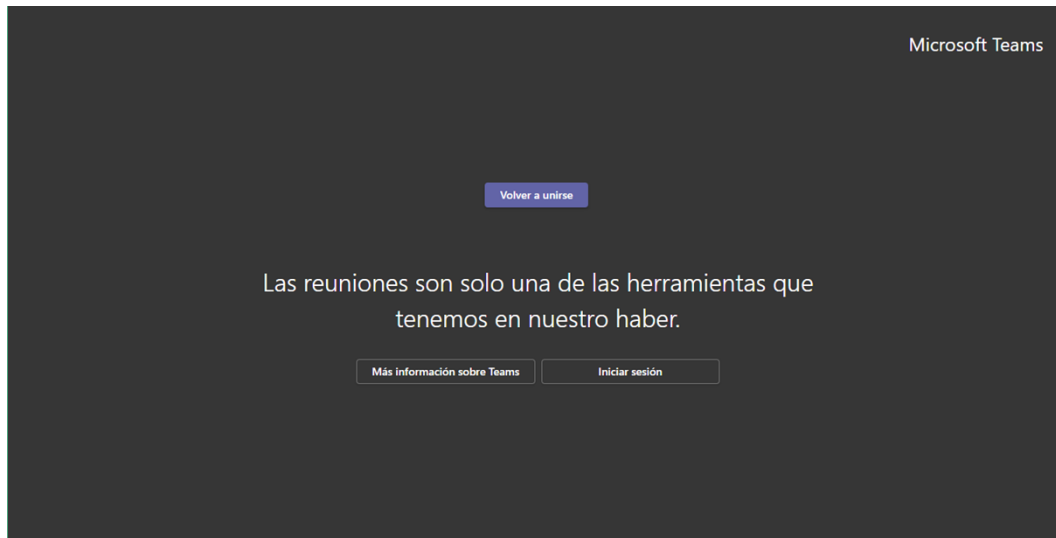 Microsoft Teams
Volver a unirse
Las reuniones son solo una de las herramientas que
tenemos en nuestro haber.
Más información sobre Teams
Iniciar sesión